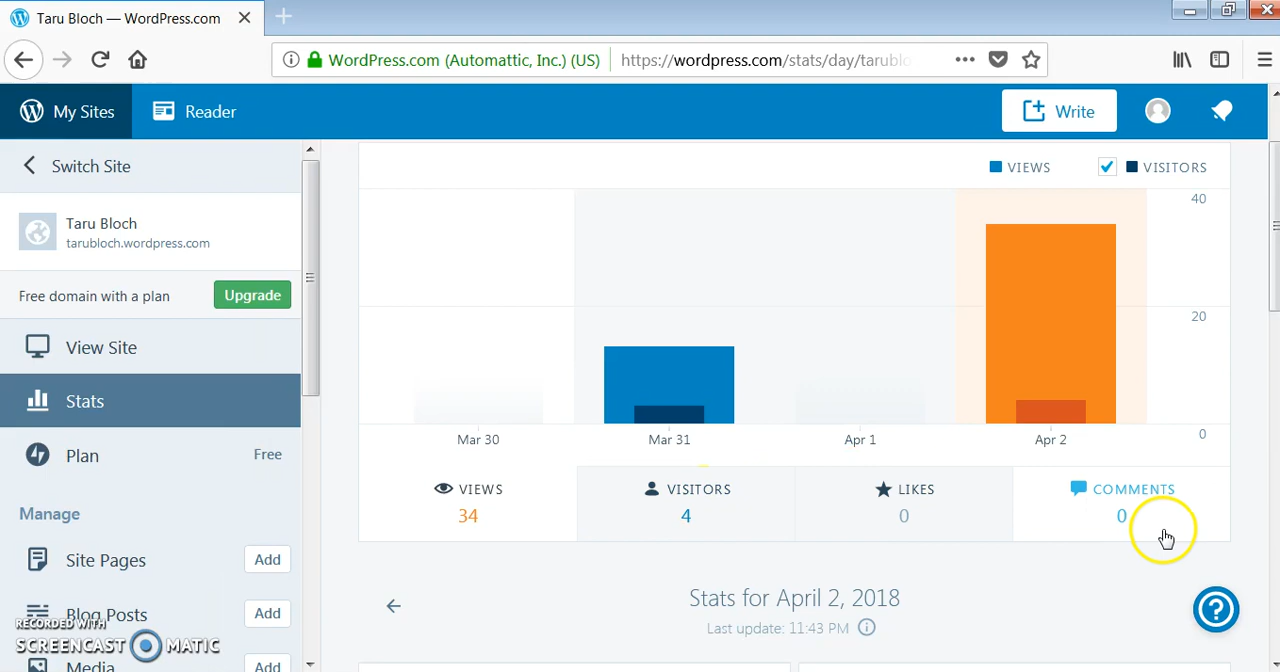 Taru Bloch — WordPress.com
WordPress.com (Automattic, Inc.) (US)
https://wordpress.com/stats/day/tarublo
My Sites
Reader
Write
Switch Site
VIEWS
VISITORS
Taru Bloch
tarubloch.wordpress.com
Free domain with a plan
Upgrade
View Site
Stats
Plan
Free
Manage
Site Pages
Add
Blog Posts
Add
Media
Add
40
20
0
Mar 30
Mar 31
Apr 1
Apr 2
VIEWS
34
VISITORS
4
LIKES
0
COMMENTS
0
Stats for April 2, 2018
Last update: 11:43 PM
RECORDED WITH
SCREENCAST MATIC